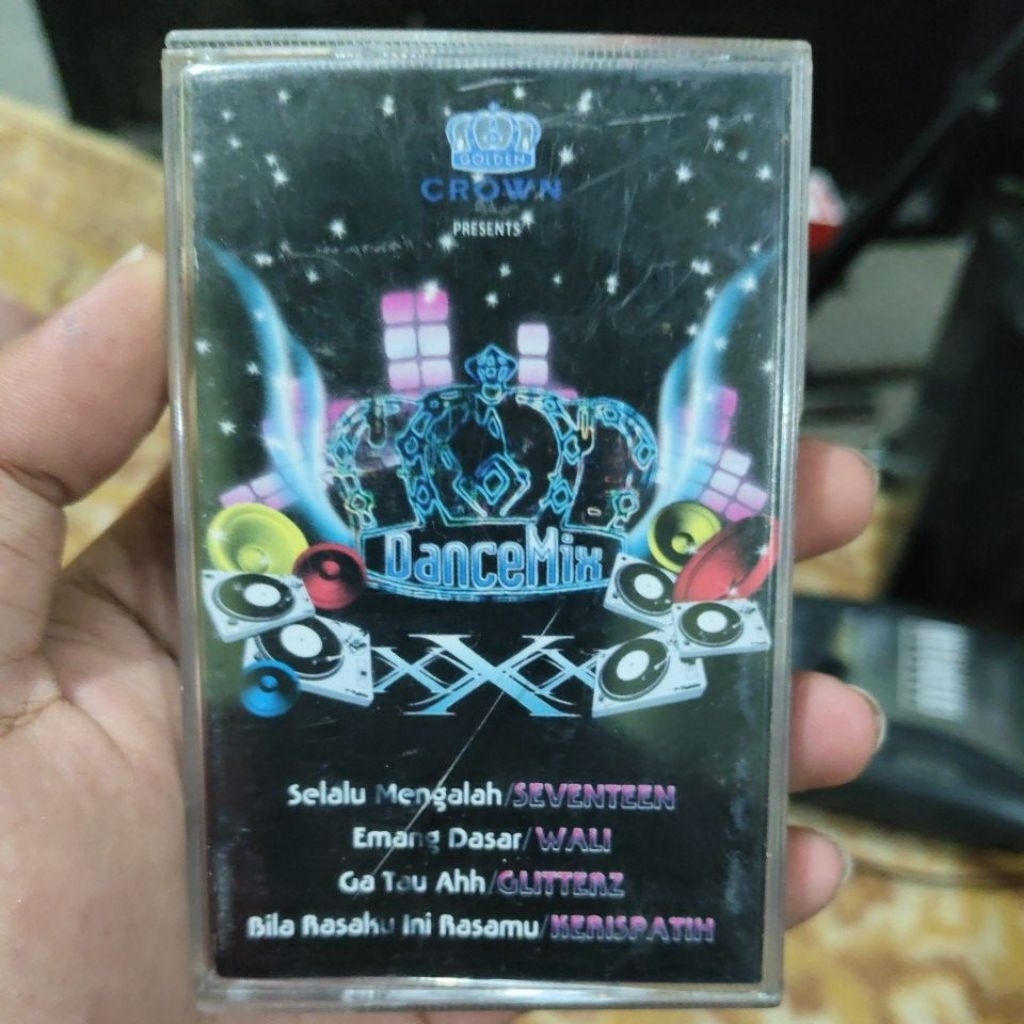 GOLDEN
CROWN
PRESENTS
DanceMix
xXx
Selalu Mengalah/SEVENTEEN
Emang Dasar/WALI
Ga Tau Ahh/GLITTERZ
Bila Rasaku Ini Rasamu/KERISPATIH